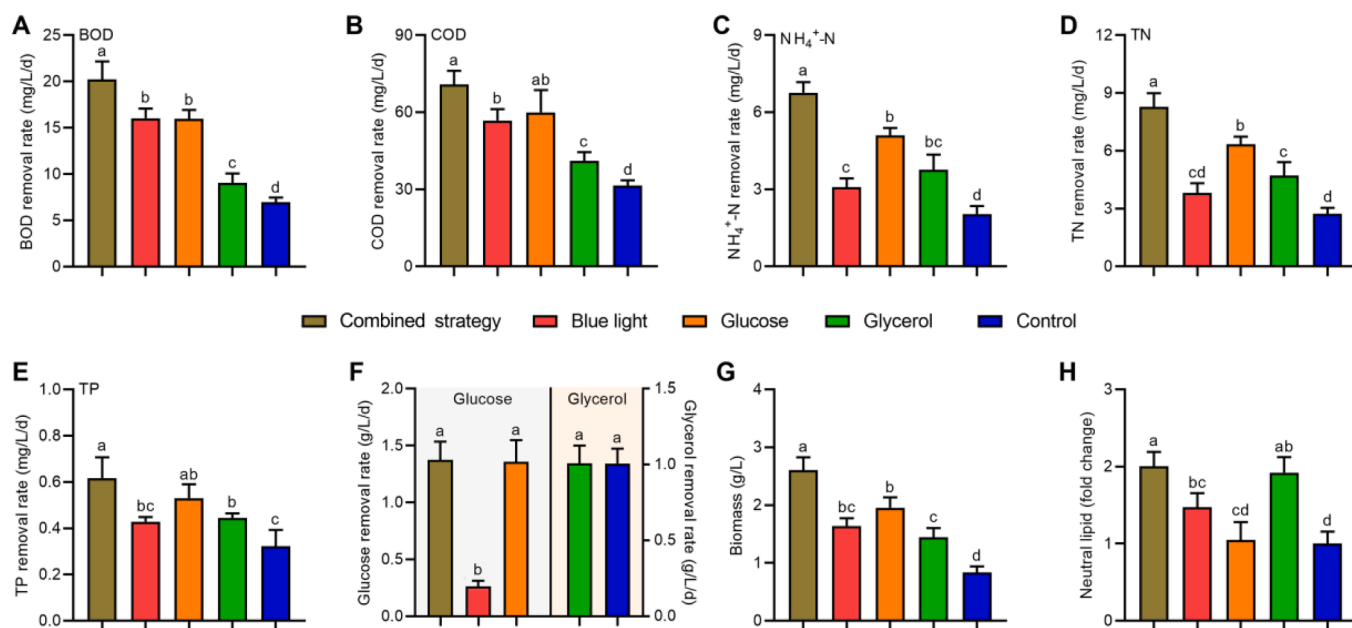 A BOD
BOD removal rate (mg/L/d)
25
20
15
10
5
0
a b b c d
B COD
COD removal rate (mg/L/d)
90
60
30
0
a b ab c d
C NH₄⁺-N
NH₄⁺-N removal rate (mg/L/d)
9
6
3
0
a c b bc d
D TN
TN removal rate (mg/L/d)
12
9
6
3
0
a cd b c d
Combined strategy Blue light Glucose Glycerol Control
E TP
TP removal rate (mg/L/d)
1.0
0.8
0.6
0.4
0.2
0.0
a bc ab b c
F
Glucose removal rate (g/L/d)
2.0
1.5
1.0
0.5
0.0
Glucose Glycerol
a b a a a
1.5
1.0
0.5
0.0
Glycerol removal rate (g/L/d)
G
Biomass (g/L)
4
3
2
1
0
a bc b c d
H
Neutral lipid (fold change)
3
2
1
0
a bc cd ab d